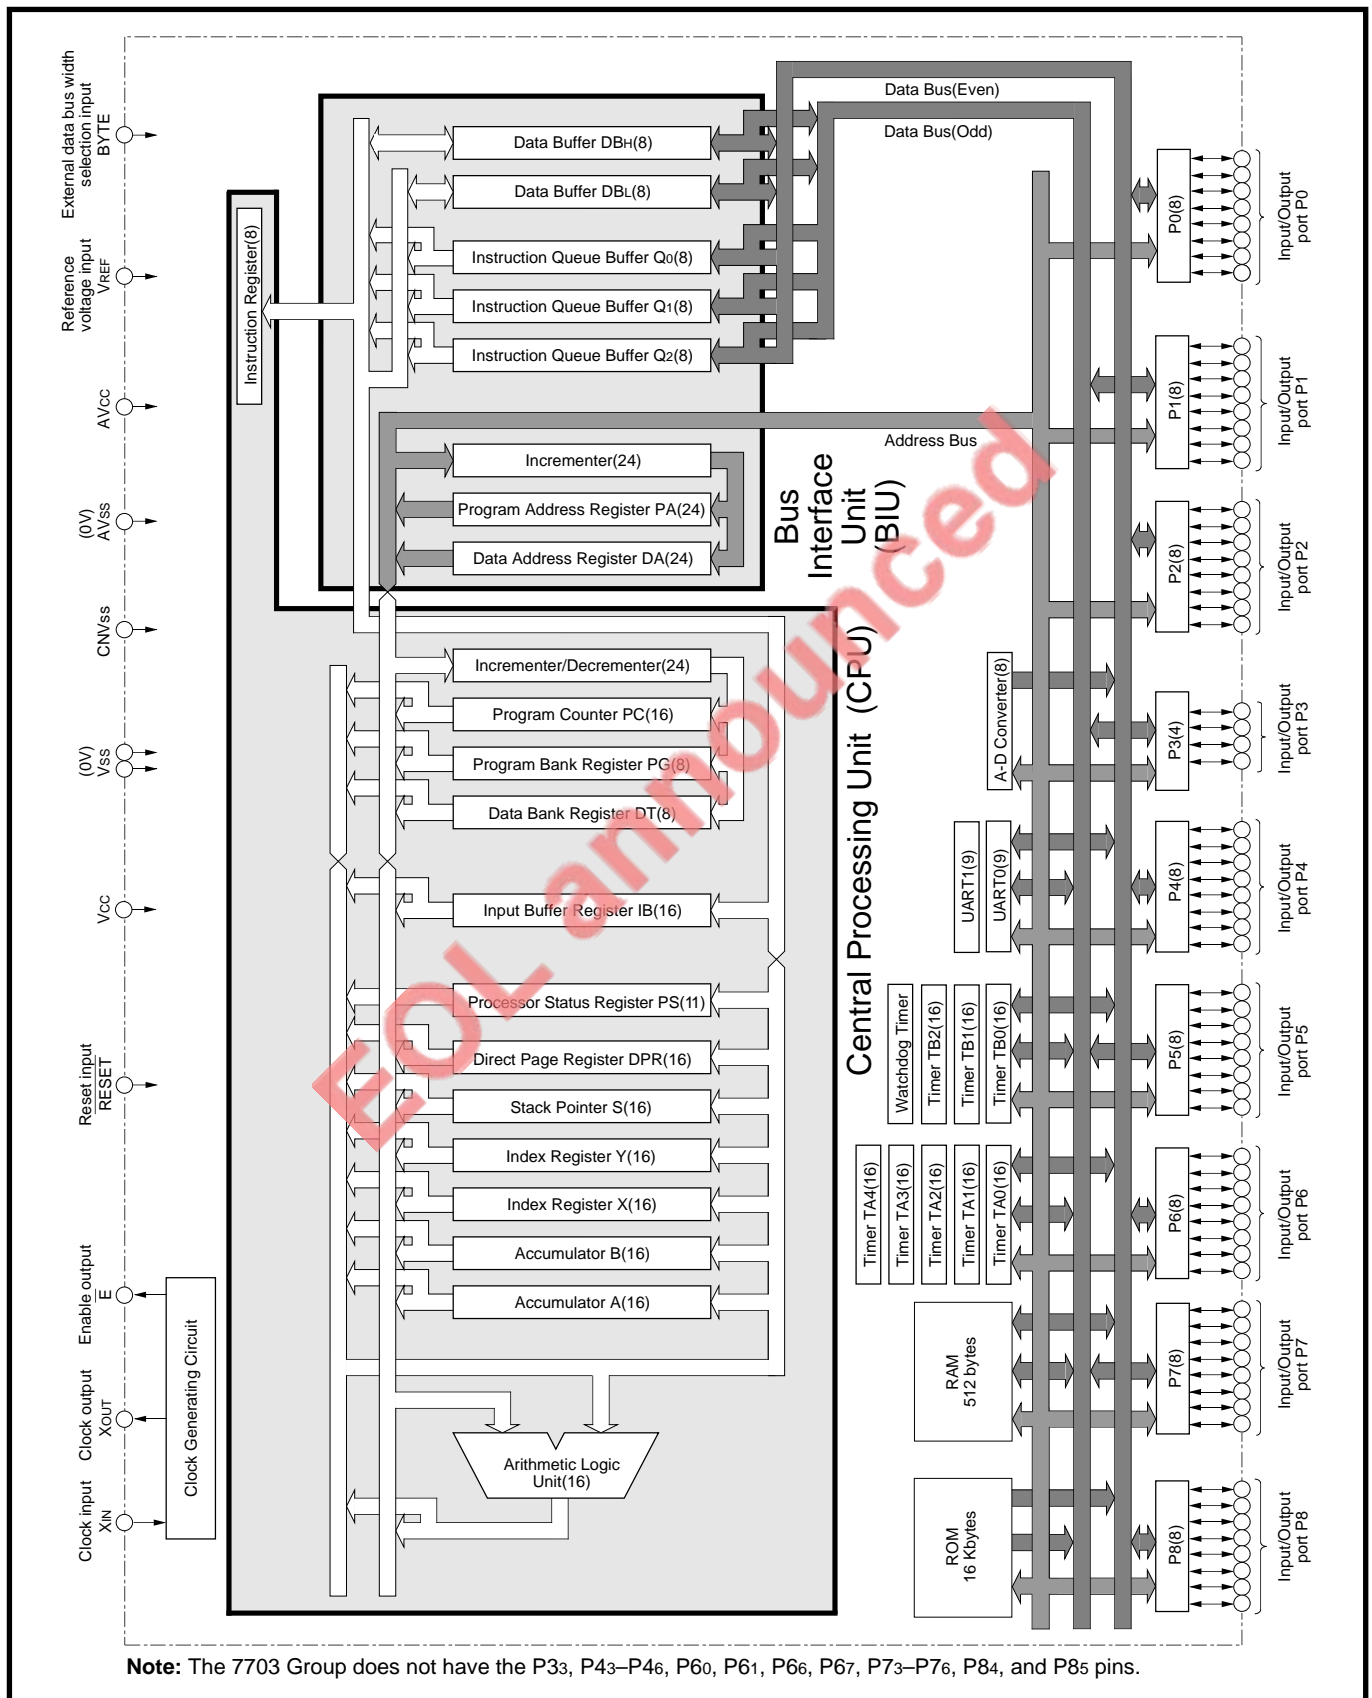 External data bus width
selection input
BYTE
Reference
voltage input
VREF
AVCC
(0V)
AVSS
CNVSS
(0V)
VSS
VCC
Reset input
RESET
Enable output
E
Clock output
XOUT
Clock input
XIN
Clock Generating Circuit
Instruction Register(8)
Data Buffer DBH(8)
Data Buffer DBL(8)
Instruction Queue Buffer Q0(8)
Instruction Queue Buffer Q1(8)
Instruction Queue Buffer Q2(8)
Incrementer(24)
Program Address Register PA(24)
Data Address Register DA(24)
Bus
Interface
Unit
(BIU)
Data Bus(Even)
Data Bus(Odd)
Address Bus
Incrementer/Decrementer(24)
Program Counter PC(16)
Program Bank Register PG(8)
Data Bank Register DT(8)
Input Buffer Register IB(16)
Processor Status Register PS(11)
Direct Page Register DPR(16)
Stack Pointer S(16)
Index Register Y(16)
Index Register X(16)
Accumulator B(16)
Accumulator A(16)
Arithmetic Logic
Unit(16)
Central Processing Unit (CPU)
A-D Converter(8)
UART1(9)
UART0(9)
Watchdog Timer
Timer TB2(16)
Timer TB1(16)
Timer TB0(16)
Timer TA4(16)
Timer TA3(16)
Timer TA2(16)
Timer TA1(16)
Timer TA0(16)
RAM
512 bytes
ROM
16 Kbytes
P0(8)
Input/Output
port P0
P1(8)
Input/Output
port P1
P2(8)
Input/Output
port P2
P3(4)
Input/Output
port P3
P4(8)
Input/Output
port P4
P5(8)
Input/Output
port P5
P6(8)
Input/Output
port P6
P7(8)
Input/Output
port P7
P8(8)
Input/Output
port P8
EOL announced
Note: The 7703 Group does not have the P33, P43–P46, P60, P61, P66, P67, P73–P76, P84, and P85 pins.